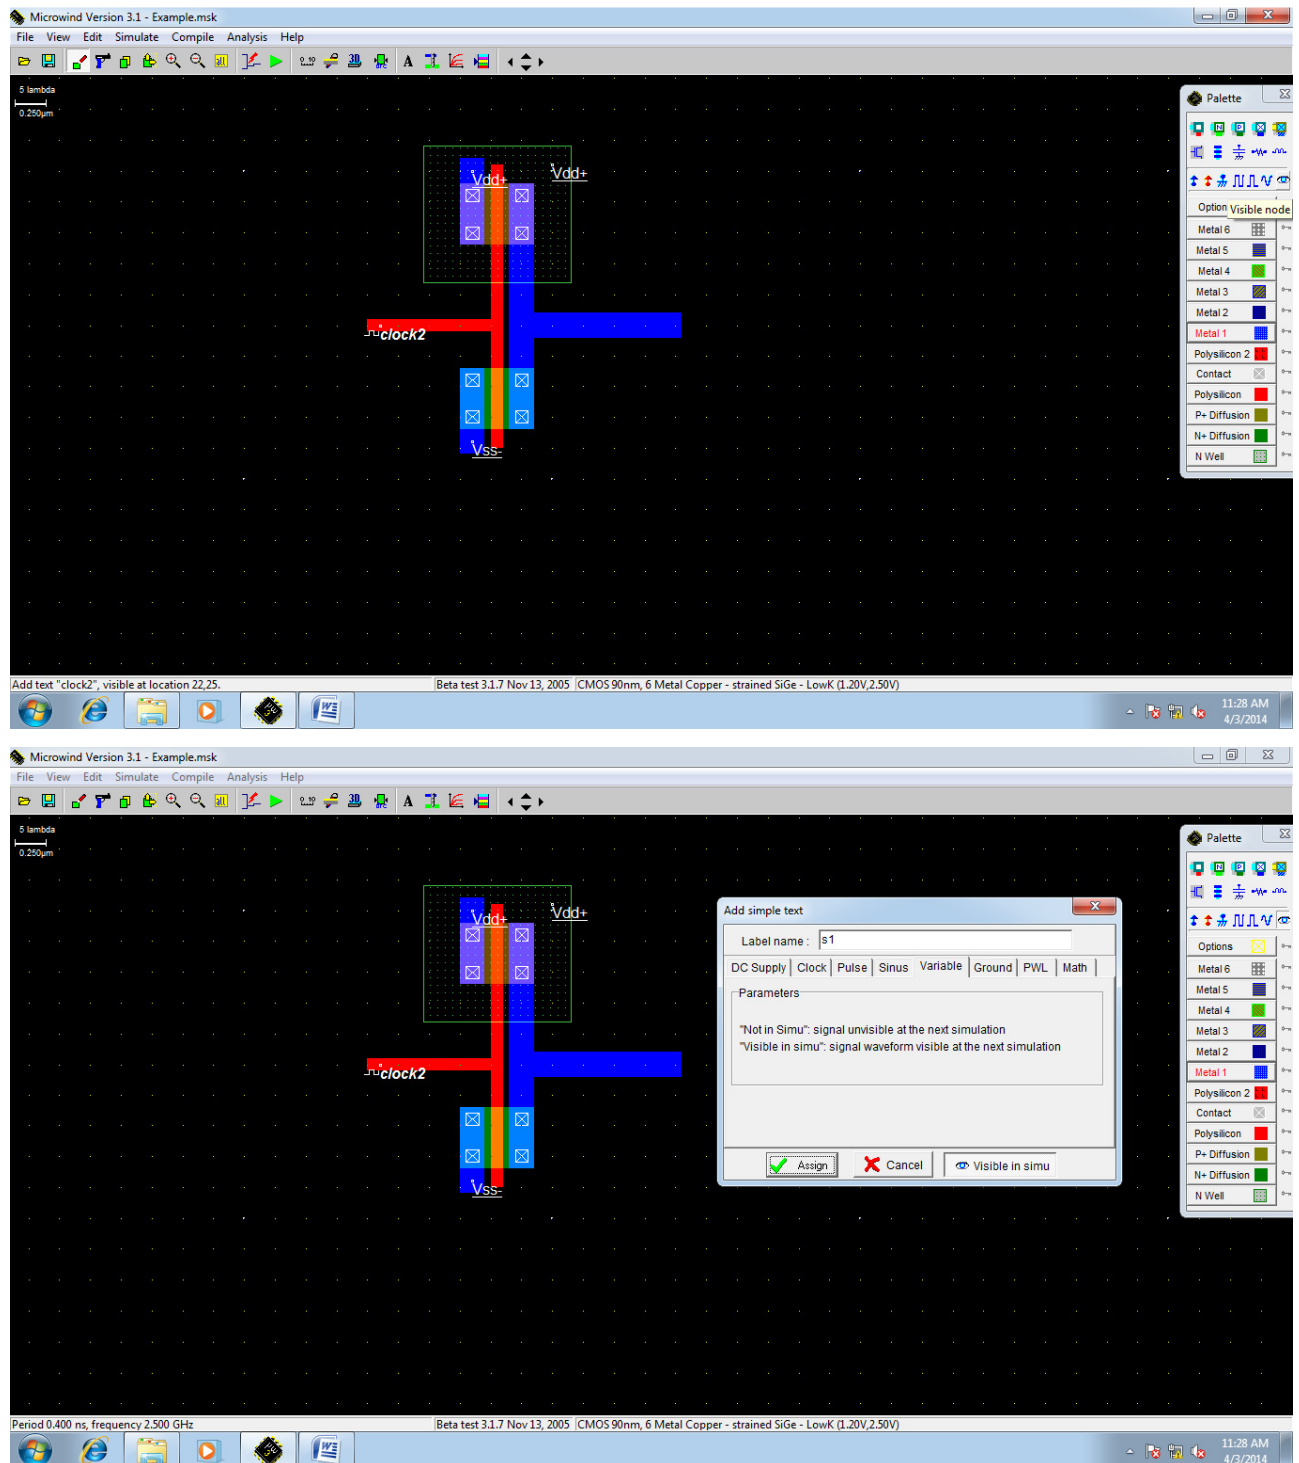 Microwind Version 3.1 - Example.msk
File View Edit Simulate Compile Analysis Help
5 lambda
0.250µm
Palette
Vdd+
Vdd+
Option
Visible node
Metal 6
Metal 5
Metal 4
Metal 3
Metal 2
Metal 1
Polysilicon 2
Contact
Polysilicon
P+ Diffusion
N+ Diffusion
N Well
clock2
Vss-
Add text "clock2", visible at location 22,25.
Beta test 3.1.7 Nov 13, 2005
CMOS 90nm, 6 Metal Copper - strained SiGe - LowK (1.20V,2.50V)
11:28 AM
4/3/2014
Microwind Version 3.1 - Example.msk
File View Edit Simulate Compile Analysis Help
5 lambda
0.250µm
Palette
Vdd+
Vdd+
Add simple text
Label name : s1
DC Supply Clock Pulse Sinus Variable Ground PWL Math
Parameters
"Not in Simu": signal unvisible at the next simulation
"Visible in simu": signal waveform visible at the next simulation
Assign Cancel Visible in simu
Options
Metal 6
Metal 5
Metal 4
Metal 3
Metal 2
Metal 1
Polysilicon 2
Contact
Polysilicon
P+ Diffusion
N+ Diffusion
N Well
clock2
Vss-
Period 0.400 ns, frequency 2.500 GHz
Beta test 3.1.7 Nov 13, 2005
CMOS 90nm, 6 Metal Copper - strained SiGe - LowK (1.20V,2.50V)
11:28 AM
4/3/2014